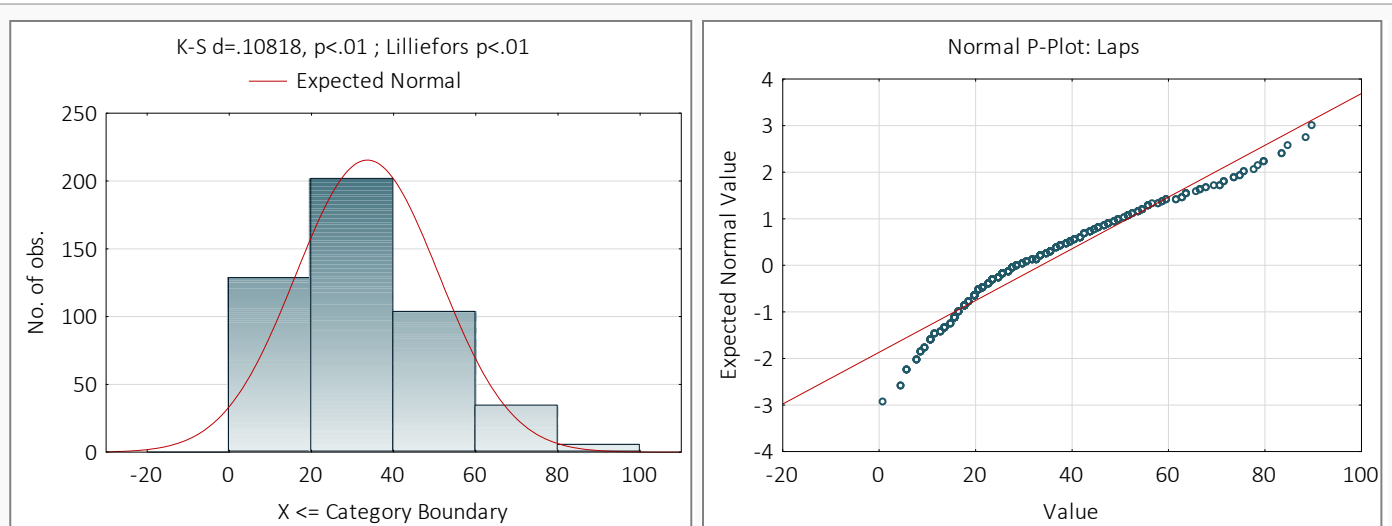 K-S d=.10818, p<.01 ; Lilliefors p<.01
Expected Normal
No. of obs.
250
200
150
100
50
0
-20 0 20 40 60 80 100
X <= Category Boundary
Normal P-Plot: Laps
Expected Normal Value
4
3
2
1
0
-1
-2
-3
-4
-20 0 20 40 60 80 100
Value